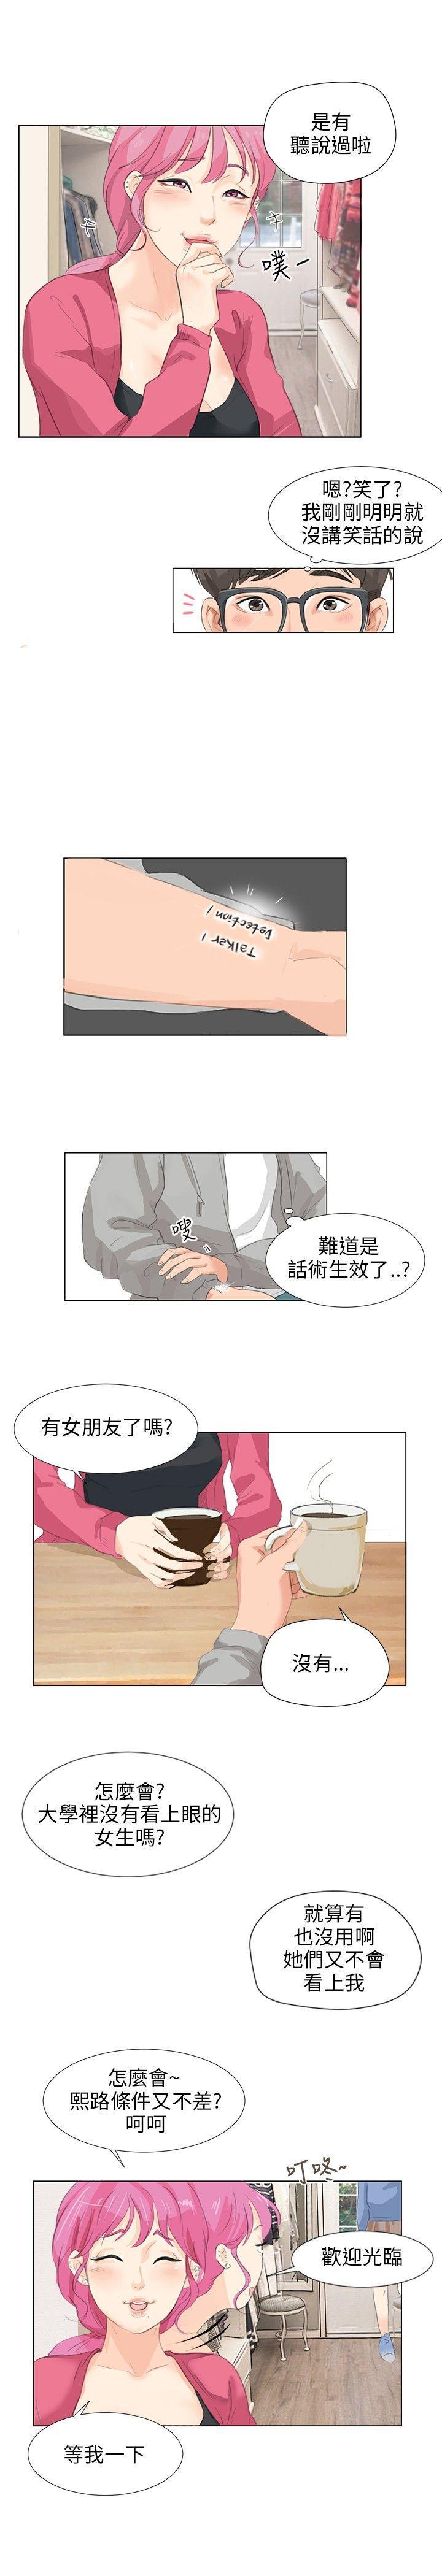 是有
聽說過啦
噗一
嗯?笑了?
我剛剛明明就
沒講笑話的說
Detection 1
Talker 1
嗖
難道是
話術生效了..?
有女朋友了嗎?
沒有...
怎麼會?
大學裡沒有看上眼的
女生嗎?
就算有
也沒用啊
她們又不會
看上我
怎麼會~
熙路條件又不差?
呵呵
叮咚~
歡迎光臨
等我一下